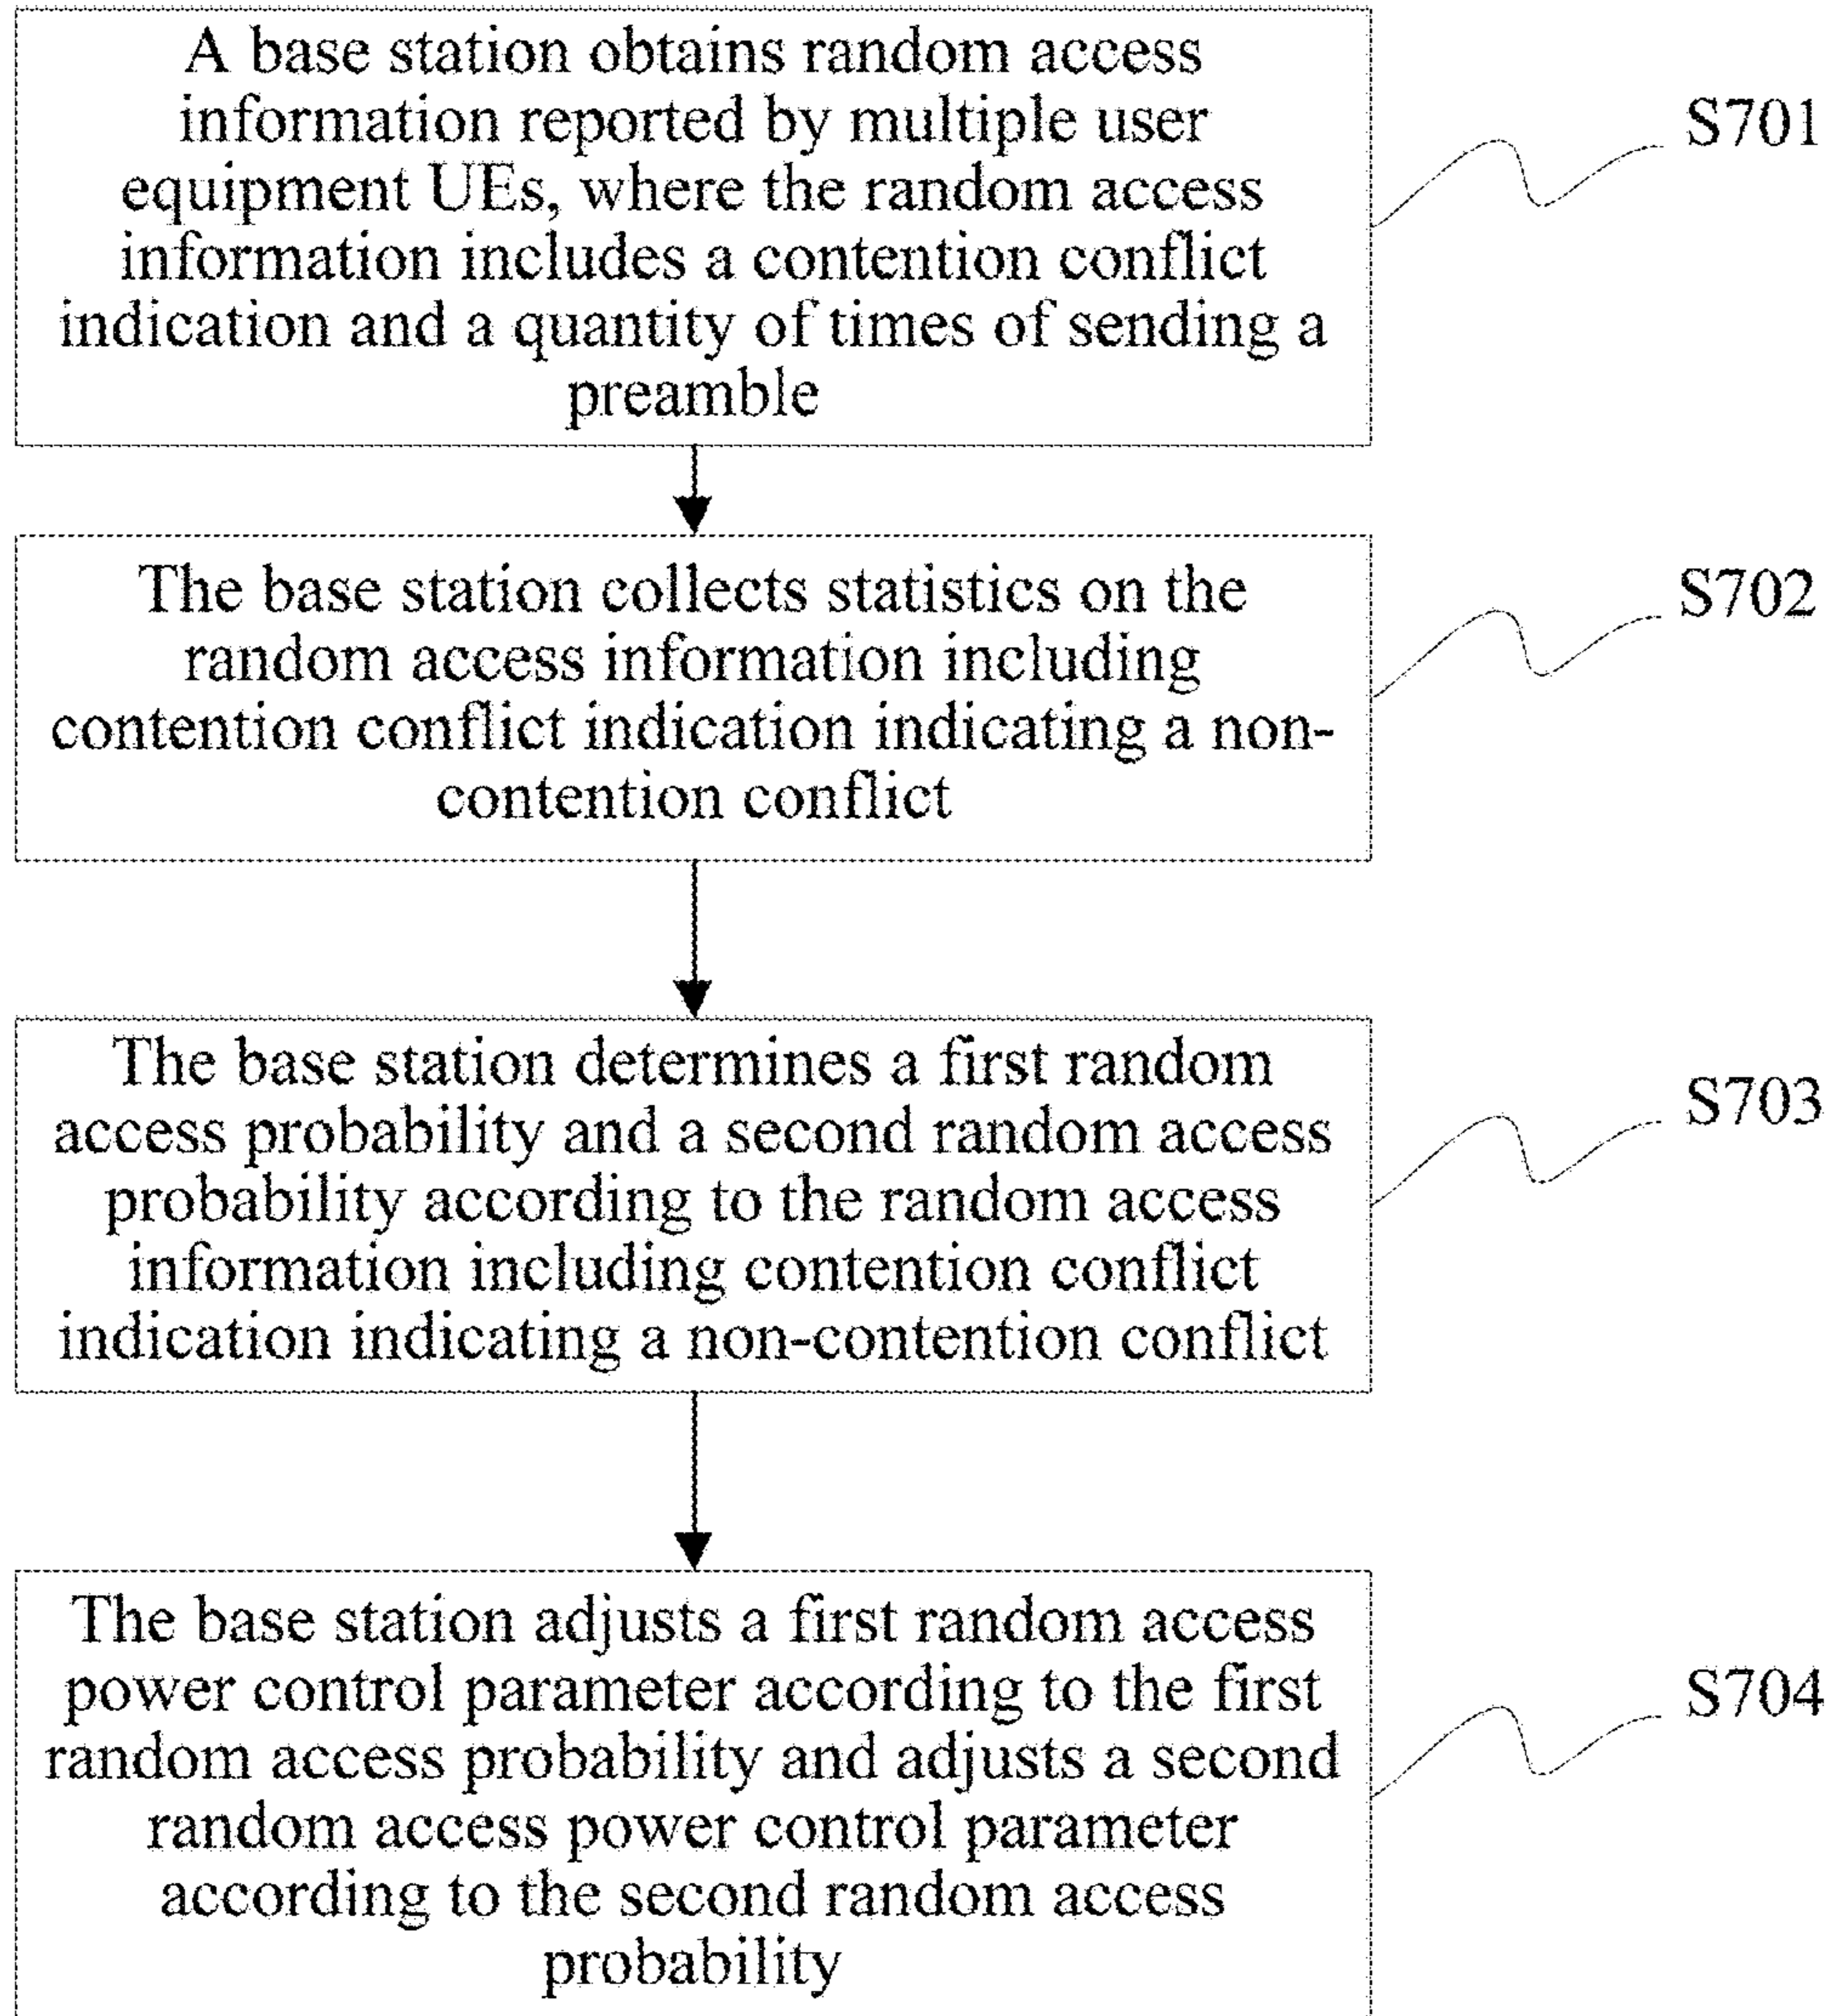 A base station obtains random access
information reported by multiple user
equipment UEs, where the random access
information includes a contention conflict
indication and a quantity of times of sending a
preamble
S701
The base station collects statistics on the
random access information including
contention conflict indication indicating a non-
contention conflict
S702
The base station determines a first random
access probability and a second random access
probability according to the random access
information including contention conflict
indication indicating a non-contention conflict
S703
The base station adjusts a first random access
power control parameter according to the first
random access probability and adjusts a second
random access power control parameter
according to the second random access
probability
S704